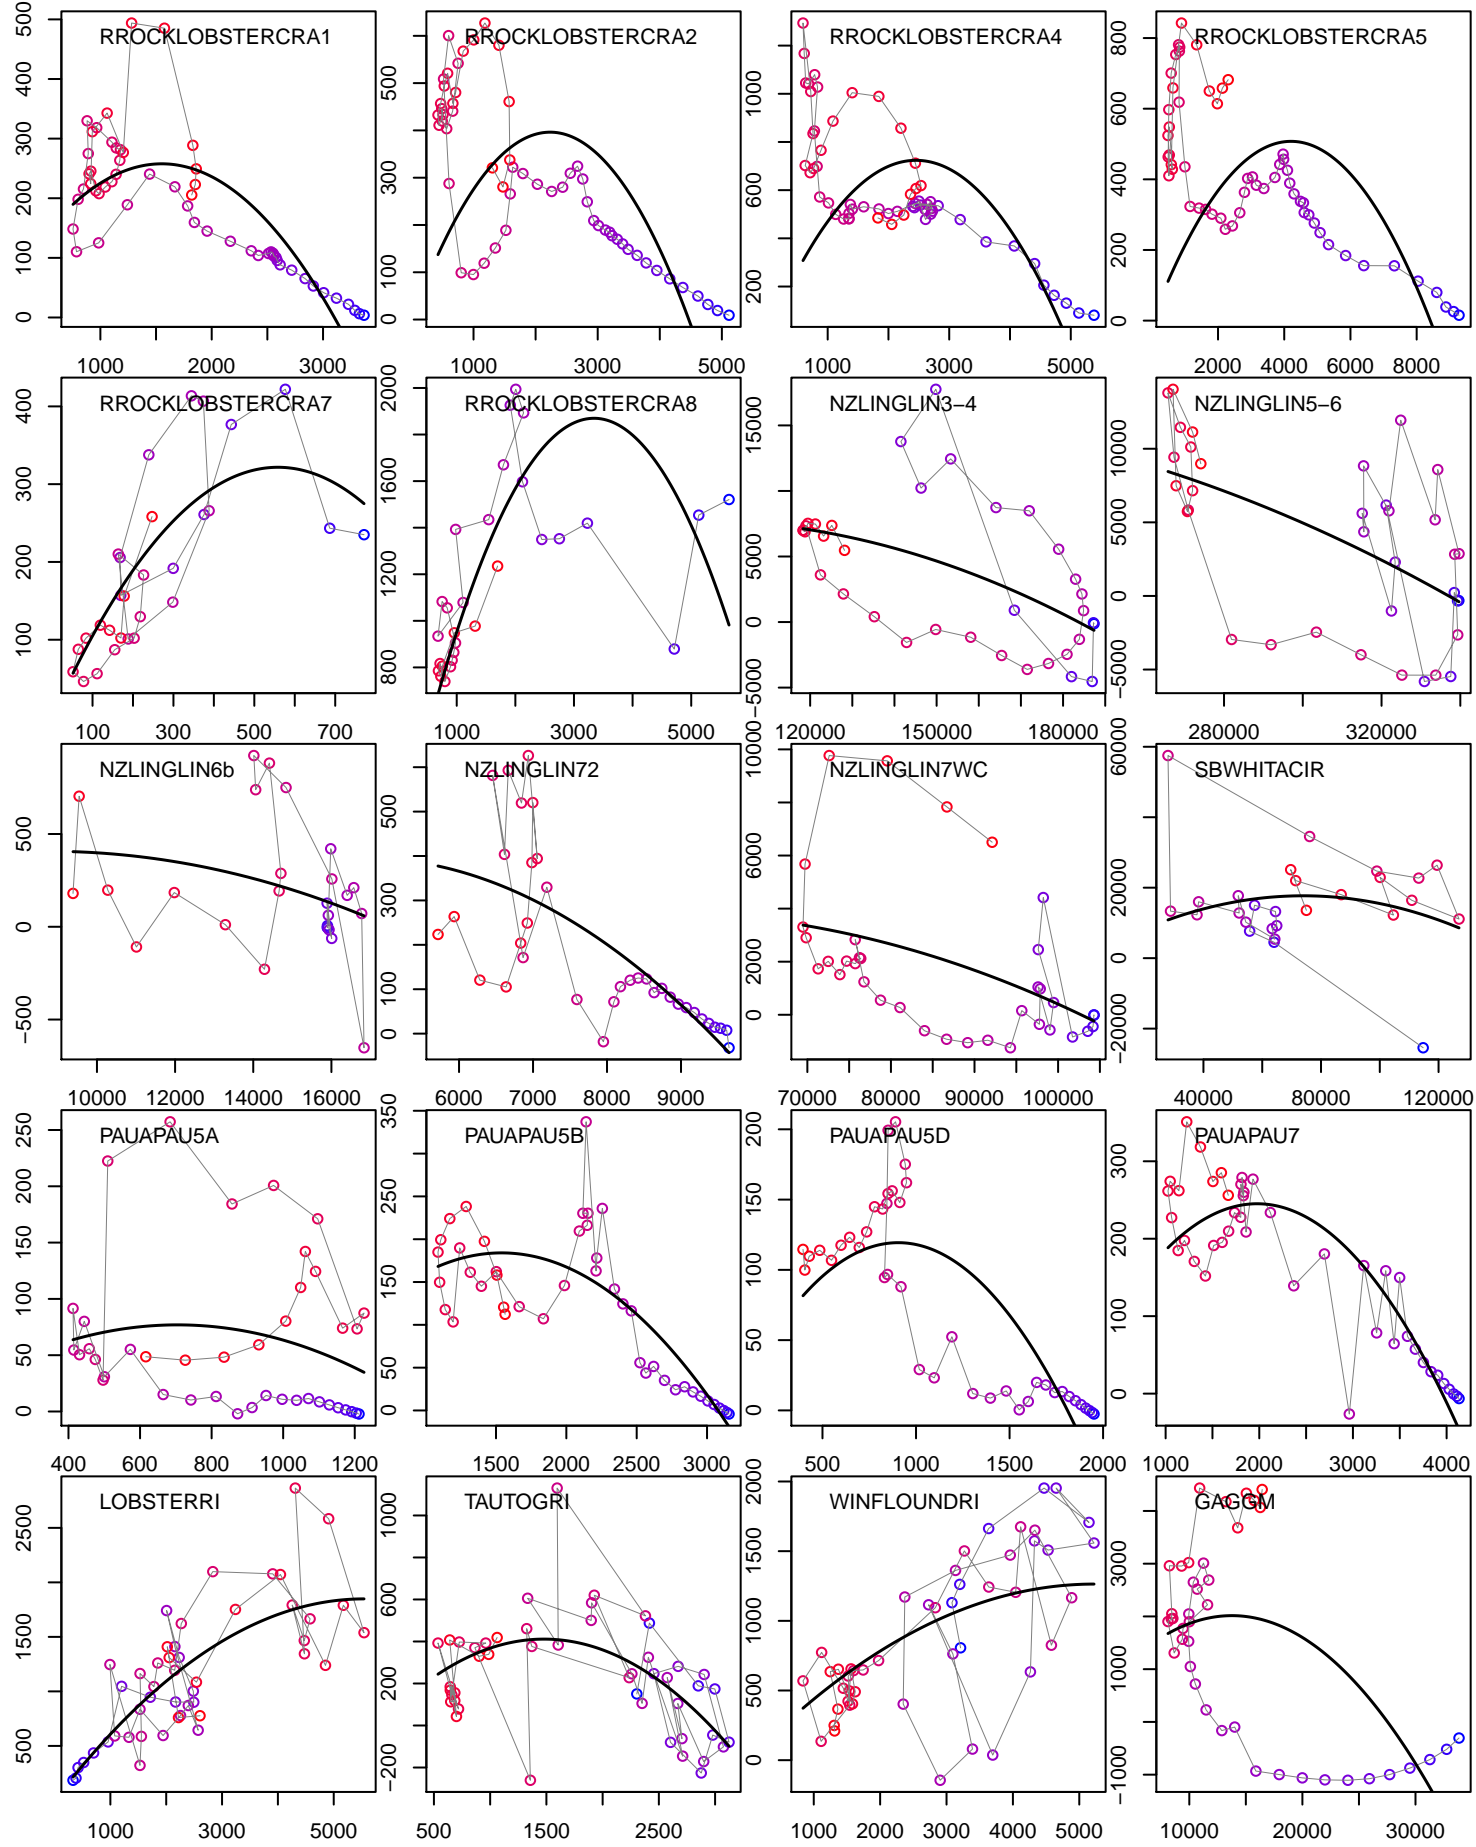 RROCKLOBSTERCRA1
0 100 200 300 400 500
1000 2000 3000
RROCKLOBSTERCRA2
0 100 300 500
1000 3000 5000
RROCKLOBSTERCRA4
200 600 1000
1000 3000 5000
RROCKLOBSTERCRA5
0 200 400 600 800
2000 4000 6000 8000
RROCKLOBSTERCRA7
100 200 300 400
100 300 500 700
RROCKLOBSTERCRA8
800 1200 1600 2000
1000 3000 5000
NZLINGLIN3−4
−5000 0 5000 15000
120000 150000 180000
NZLINGLIN5−6
−5000 0 5000 10000
280000 320000
NZLINGLIN6b
−500 0 500
10000 12000 14000 16000
NZLINGLIN72
0 100 300 500
6000 7000 8000 9000
NZLINGLIN7WC
0 2000 6000 10000
70000 80000 90000 100000
SBWHITACIR
−20000 0 20000 60000
40000 80000 120000
PAUAPAU5A
0 50 100 150 200 250
400 600 800 1000 1200
PAUAPAU5B
0 50 150 250 350
1500 2000 2500 3000
PAUAPAU5D
0 50 100 150 200
500 1000 1500 2000
PAUAPAU7
0 100 200 300
1000 2000 3000 4000
LOBSTERRI
500 1500 2500
1000 3000 5000
TAUTOGRI
−200 200 600 1000
500 1500 2500
WINFLOUNDRI
0 500 1000 1500 2000
1000 2000 3000 4000 5000
GAGGM
−1000 1000 3000
10000 20000 30000